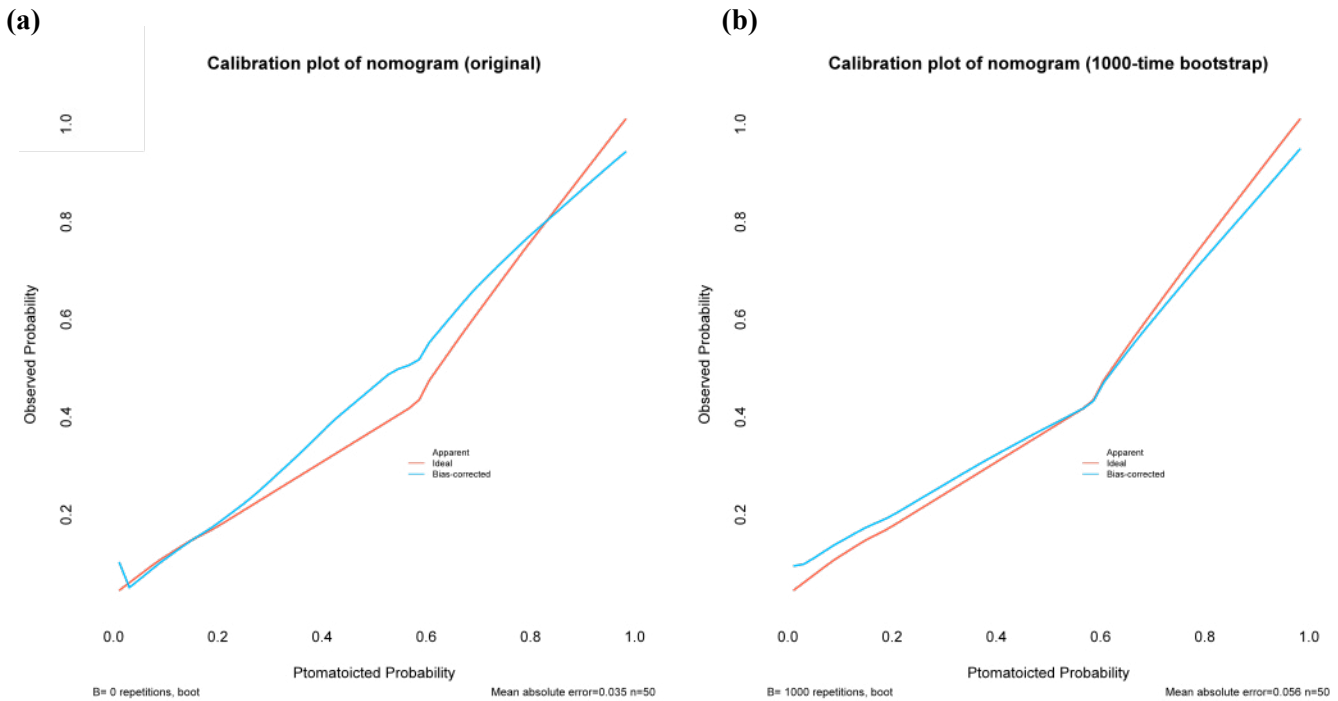 (a)
Calibration plot of nomogram (original)
1.0
0.8
0.6
0.4
0.2
Observed Probability
Apparent
Ideal
Bias-corrected
0.0 0.2 0.4 0.6 0.8 1.0
Ptomatoicted Probability
B= 0 repetitions, boot Mean absolute error=0.035 n=50
(b)
Calibration plot of nomogram (1000-time bootstrap)
1.0
0.8
0.6
0.4
0.2
Observed Probability
Apparent
Ideal
Bias-corrected
0.0 0.2 0.4 0.6 0.8 1.0
Ptomatoicted Probability
B= 1000 repetitions, boot Mean absolute error=0.056 n=50